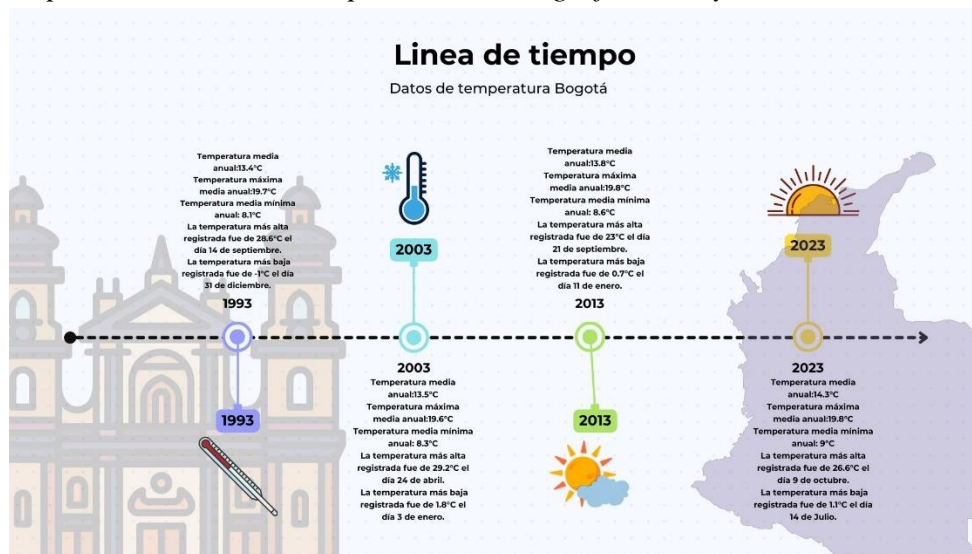 Linea de tiempo
Datos de temperatura Bogotá
Temperatura media
anual:13.4°C
Temperatura máxima
media anual:19.7°C
Temperatura media mínima
anual: 8.1°C
La temperatura más alta
registrada fue de 28.6°C el
día 14 de septiembre.
La temperatura más baja
registrada fue de -1°C el día
31 de diciembre.
1993
1993
2003
2003
Temperatura media
anual:13.5°C
Temperatura máxima
media anual:19.6°C
Temperatura media mínima
anual: 8.3°C
La temperatura más alta
registrada fue de 29.2°C el
día 24 de abril.
La temperatura más baja
registrada fue de 1.8°C el
día 3 de enero.
Temperatura media
anual:13.8°C
Temperatura máxima
media anual:19.8°C
Temperatura media mínima
anual: 8.6°C
La temperatura más alta
registrada fue de 23°C el día
21 de septiembre.
La temperatura más baja
registrada fue de 0.7°C el
día 11 de enero.
2013
2013
2023
2023
Temperatura media
anual:14.3°C
Temperatura máxima
media anual:19.8°C
Temperatura media mínima
anual: 9°C
La temperatura más alta
registrada fue de 26.6°C el
día 9 de octubre.
La temperatura más baja
registrada fue de 1.1°C el día
14 de Julio.